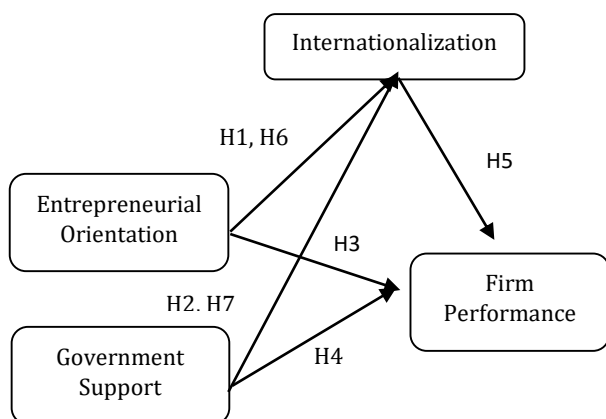 Internationalization
H1, H6
H5
Entrepreneurial
Orientation
H3
Firm
Performance
H2. H7
H4
Government
Support